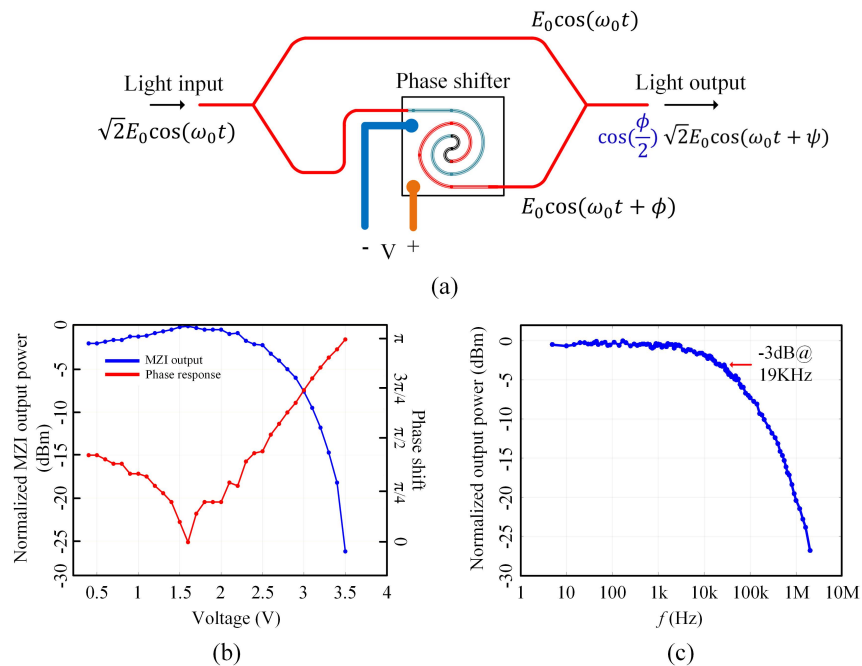 E₀cos(ω₀t)
Light input
Phase shifter
Light output
√2E₀cos(ω₀t)
cos(ϕ/2) √2E₀cos(ω₀t + ψ)
E₀cos(ω₀t + ϕ)
- V +
(a)
Normalized MZI output power
(dBm)
0
-5
-10
-15
-20
-25
-30
MZI output
Phase response
π
3π/4
π/2
π/4
0
Phase shift
0.5 1 1.5 2 2.5 3 3.5 4
Voltage (V)
(b)
Normalized output power (dBm)
0
-5
-10
-15
-20
-25
-30
-3dB@
19KHz
1 10 100 1k 10k 100k 1M 10M
f (Hz)
(c)